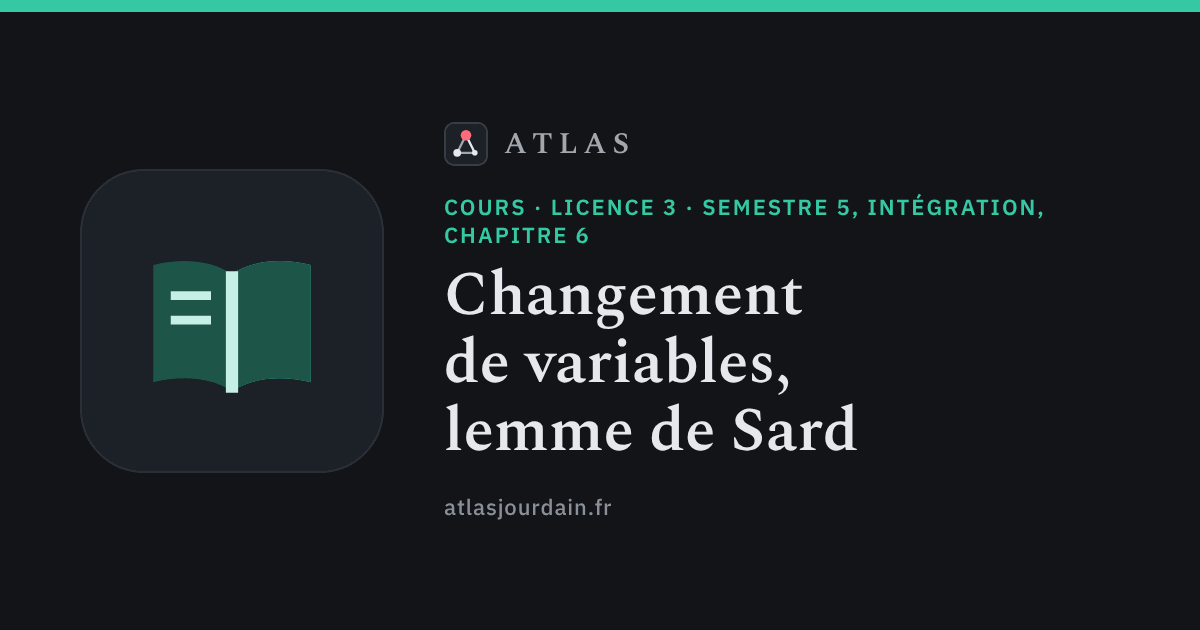 ATLAS
COURS · LICENCE 3 · SEMESTRE 5, INTÉGRATION,
CHAPITRE 6
Changement
de variables,
lemme de Sard
atlasjourdain.fr